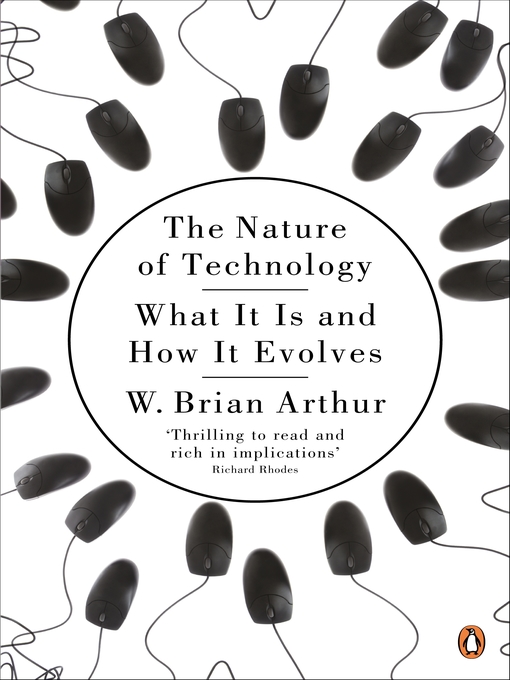 The Nature
of Technology
What It Is and
How It Evolves
W. Brian Arthur
‘Thrilling to read and
rich in implications’
Richard Rhodes